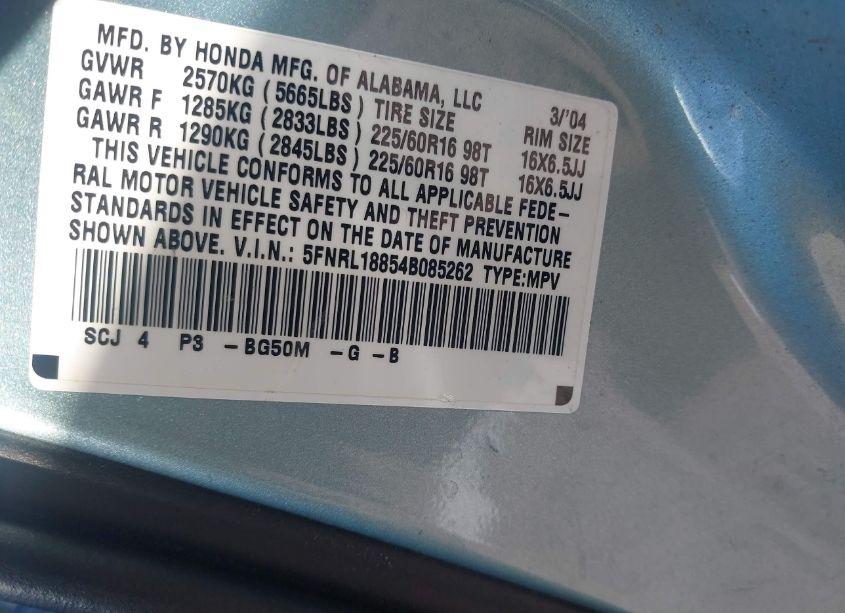 MFD. BY HONDA MFG. OF ALABAMA, LLC 3/'04
GVWR 2570KG (5665LBS) TIRE SIZE RIM SIZE
GAWR F 1285KG (2833LBS) 225/60R16 98T 16X6.5JJ
GAWR R 1290KG (2845LBS) 225/60R16 98T 16X6.5JJ
THIS VEHICLE CONFORMS TO ALL APPLICABLE FEDE-
RAL MOTOR VEHICLE SAFETY AND THEFT PREVENTION
STANDARDS IN EFFECT ON THE DATE OF MANUFACTURE
SHOWN ABOVE. V.I.N.: 5FNRL18854B085262 TYPE:MPV
SCJ 4 P3 -BG50M -G -B